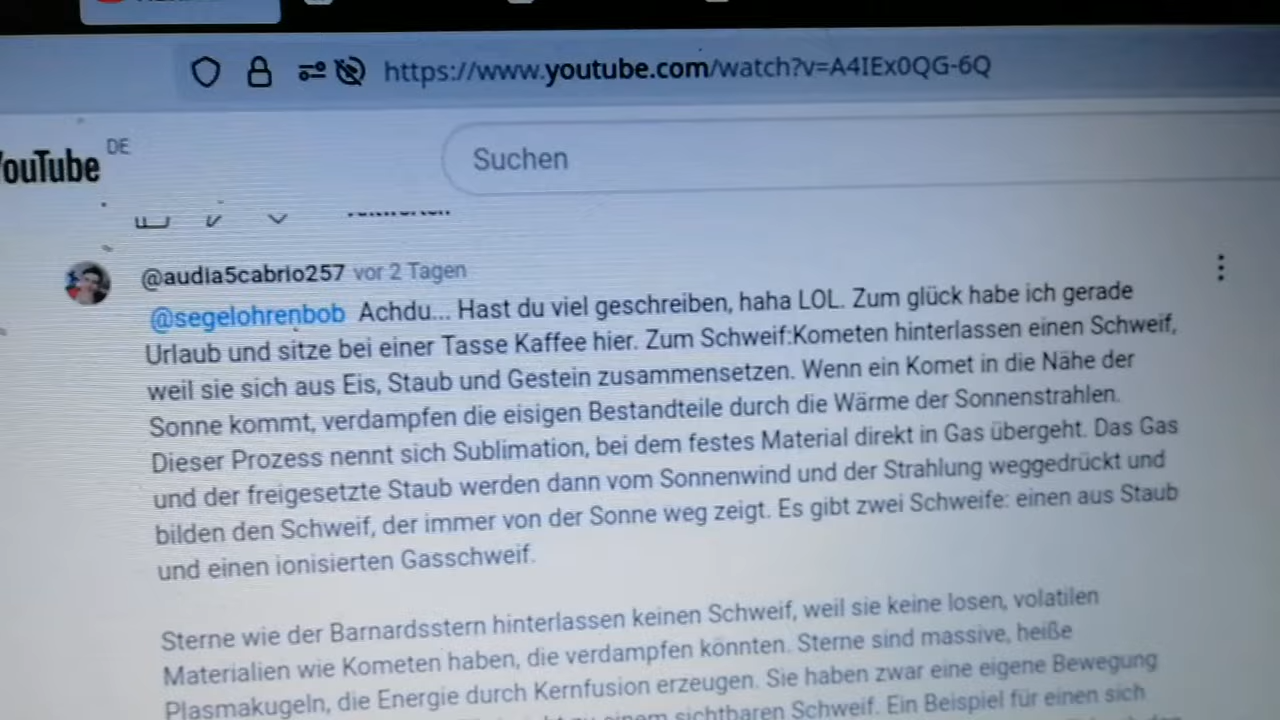 https://www.youtube.com/watch?v=A4IEx0QG-6Q
YouTube DE
Suchen
@audia5cabrio257 vor 2 Tagen
@segelohrenbob Achdu... Hast du viel geschreiben, haha LOL. Zum glück habe ich gerade
Urlaub und sitze bei einer Tasse Kaffee hier. Zum Schweif:Kometen hinterlassen einen Schweif,
weil sie sich aus Eis, Staub und Gestein zusammensetzen. Wenn ein Komet in die Nähe der
Sonne kommt, verdampfen die eisigen Bestandteile durch die Wärme der Sonnenstrahlen.
Dieser Prozess nennt sich Sublimation, bei dem festes Material direkt in Gas übergeht. Das Gas
und der freigesetzte Staub werden dann vom Sonnenwind und der Strahlung weggedrückt und
bilden den Schweif, der immer von der Sonne weg zeigt. Es gibt zwei Schweife: einen aus Staub
und einen ionisierten Gasschweif.
Sterne wie der Barnardsstern hinterlassen keinen Schweif, weil sie keine losen, volatilen
Materialien wie Kometen haben, die verdampfen könnten. Sterne sind massive, heiße
Plasmakugeln, die Energie durch Kernfusion erzeugen. Sie haben zwar eine eigene Bewegung
einem sichtbaren Schweif. Ein Beispiel für einen sich